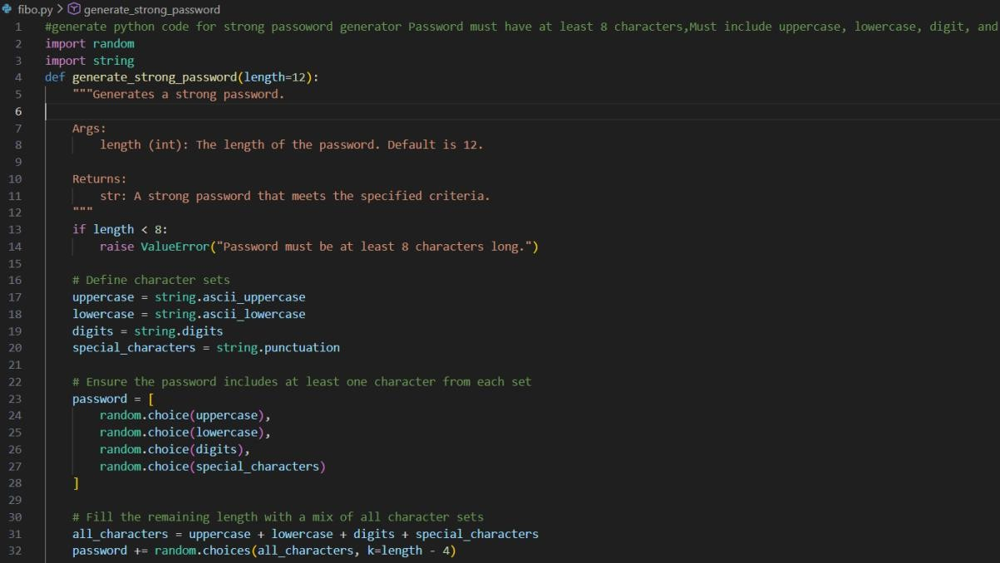 fibo.py > generate_strong_password
1 #generate python code for strong passoword generator Password must have at least 8 characters,Must include uppercase, lowercase, digit, and
2 import random
3 import string
4 def generate_strong_password(length=12):
5     """Generates a strong password.
6
7     Args:
8         length (int): The length of the password. Default is 12.
9
10     Returns:
11         str: A strong password that meets the specified criteria.
12     """
13     if length < 8:
14         raise ValueError("Password must be at least 8 characters long.")
15
16     # Define character sets
17     uppercase = string.ascii_uppercase
18     lowercase = string.ascii_lowercase
19     digits = string.digits
20     special_characters = string.punctuation
21
22     # Ensure the password includes at least one character from each set
23     password = [
24         random.choice(uppercase),
25         random.choice(lowercase),
26         random.choice(digits),
27         random.choice(special_characters)
28     ]
29
30     # Fill the remaining length with a mix of all character sets
31     all_characters = uppercase + lowercase + digits + special_characters
32     password += random.choices(all_characters, k=length - 4)